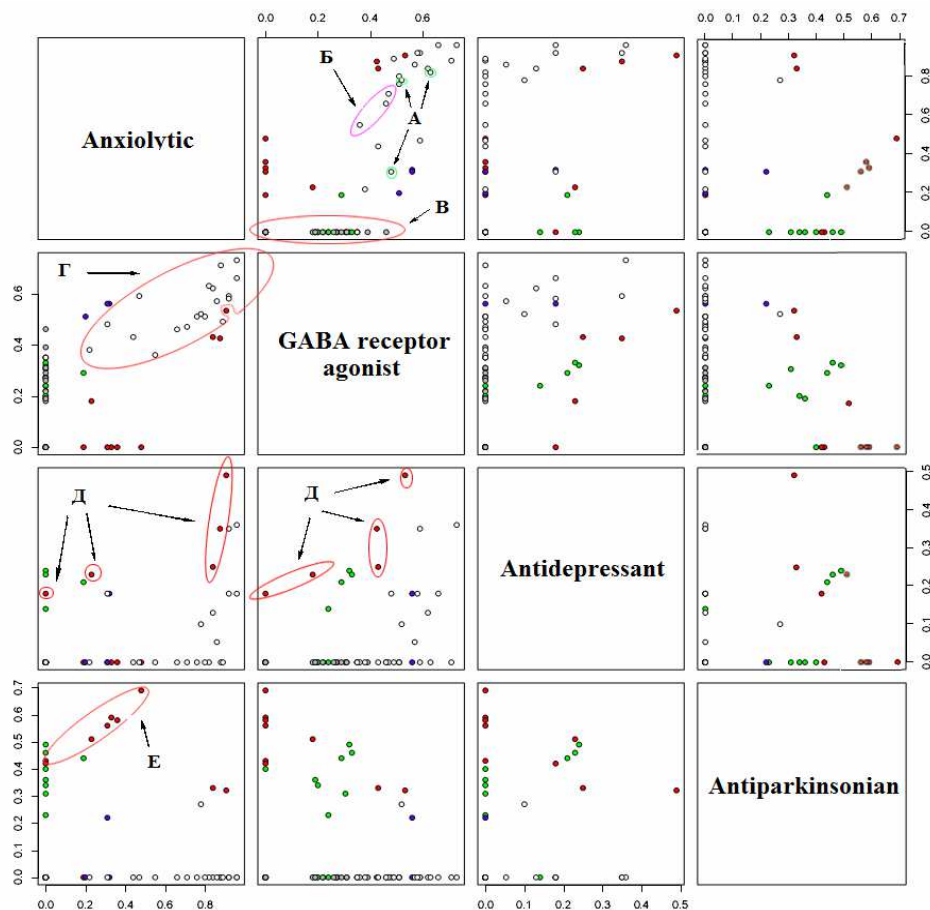 0.0 0.2 0.4 0.6
0.0 0.1 0.2 0.3 0.4 0.5 0.6 0.7
Anxiolytic
Б
А
В
0.0 0.2 0.4 0.6 0.8
Г
0.0 0.2 0.4 0.6
GABA receptor
agonist
Д
Д
Antidepressant
0.0 0.1 0.2 0.3 0.4 0.5
0.0 0.1 0.2 0.3 0.4 0.5 0.6 0.7
Е
Antiparkinsonian
0.0 0.2 0.4 0.6 0.8
0.0 0.1 0.2 0.3 0.4 0.5